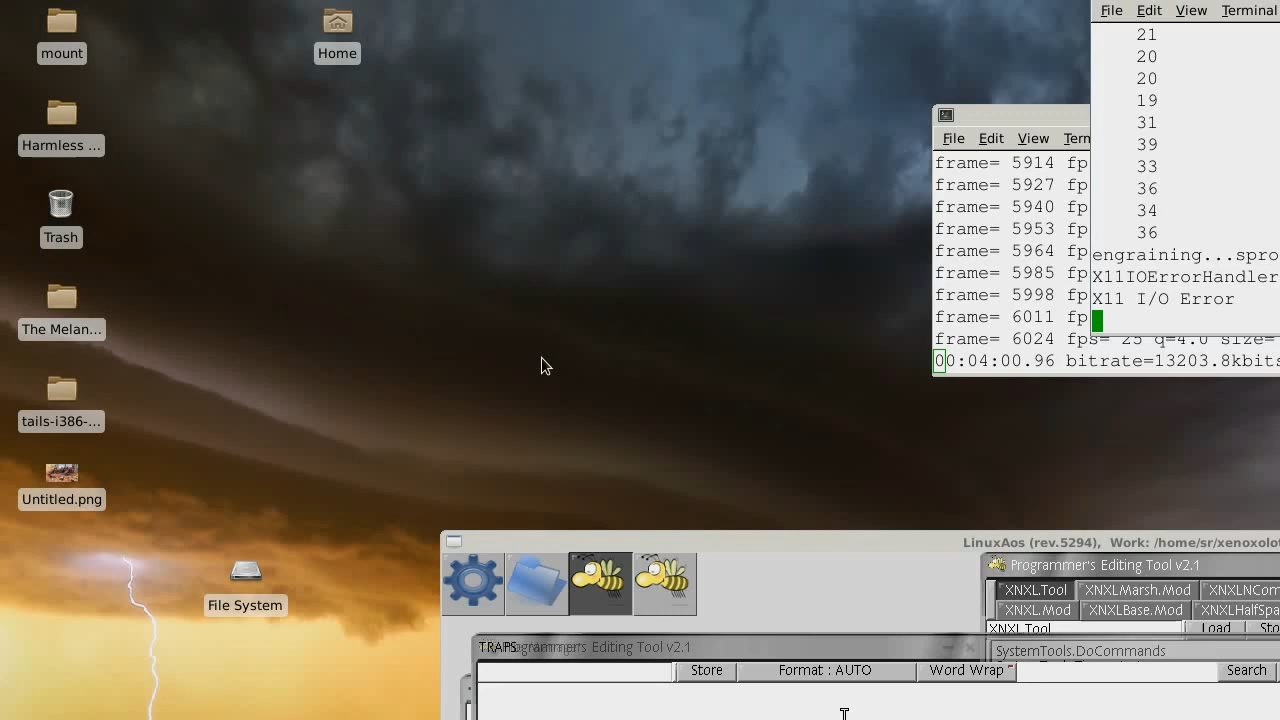 mount
Home
Harmless ...
Trash
The Melan...
tails-i386-...
Untitled.png
File System
File Edit View Terminal
21
20
20
19
31
39
33
36
34
36
engraining...spro
X11IOErrorHandler
X11 I/O Error
File Edit View Tern
frame= 5914 fp
frame= 5927 fp
frame= 5940 fp
frame= 5953 fp
frame= 5964 fp
frame= 5985 fp
frame= 5998 fp
frame= 6011 fp
frame= 6024 fps= 25 q=4.0 size=
00:04:00.96 bitrate=13203.8kbits
LinuxAos (rev.5294), Work: /home/sr/xenoxolot
Programmer's Editing Tool v2.1
XNXL.Tool XNXLMarsh.Mod XNXLNCom
XNXL.Mod XNXLBase.Mod XNXLHalfSpa
XNXL.Tool Load Sto
SystemTools.DoCommands
TRAPS Programmer's Editing Tool v2.1
Store Format : AUTO Word Wrap Search